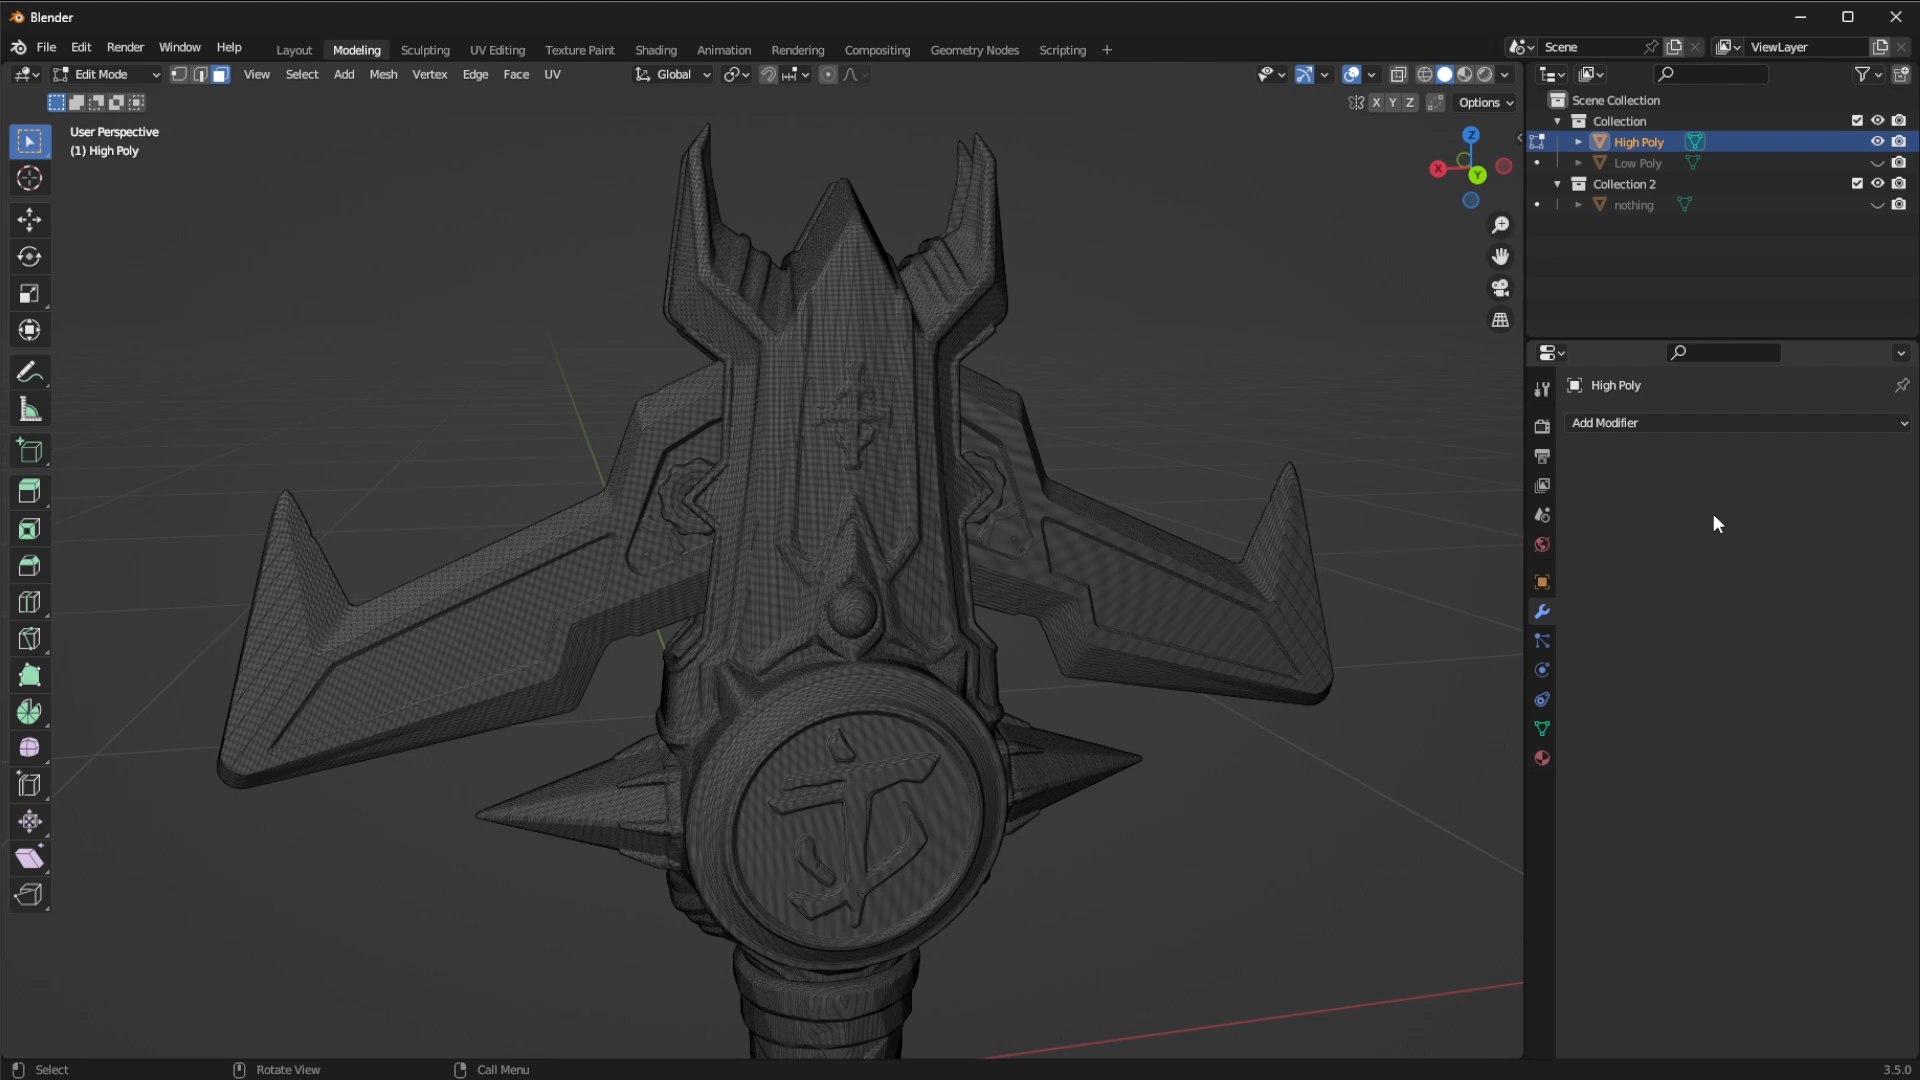 Blender
File Edit Render Window Help
Layout Modeling Sculpting UV Editing Texture Paint Shading Animation Rendering Compositing Geometry Nodes Scripting +
Scene
ViewLayer
Edit Mode
View Select Add Mesh Vertex Edge Face UV
Global
X Y Z
Options
User Perspective
(1) High Poly
Z
X
Y
Scene Collection
Collection
High Poly
Low Poly
Collection 2
nothing
High Poly
Add Modifier
Select
Rotate View
Call Menu
3.5.0